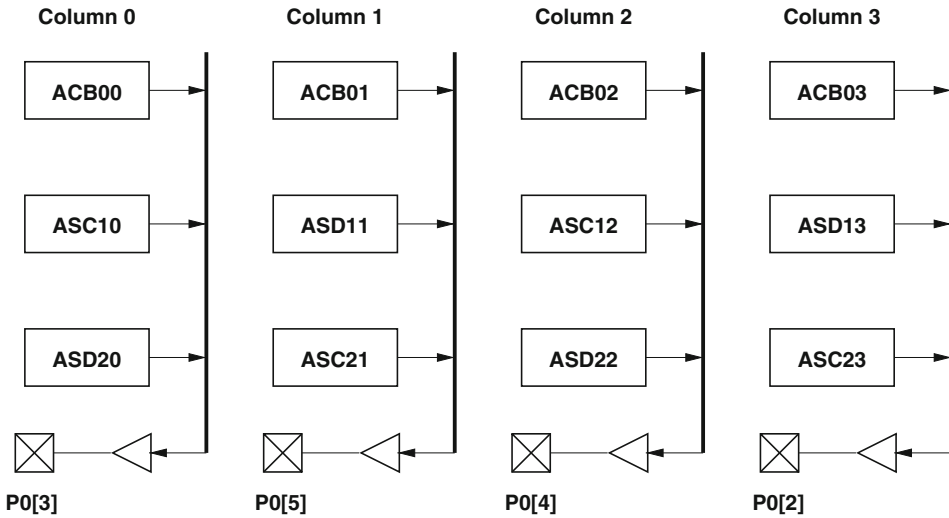 Column 0 Column 1 Column 2 Column 3
ACB00 ACB01 ACB02 ACB03
ASC10 ASD11 ASC12 ASD13
ASD20 ASC21 ASD22 ASC23
P0[3] P0[5] P0[4] P0[2]